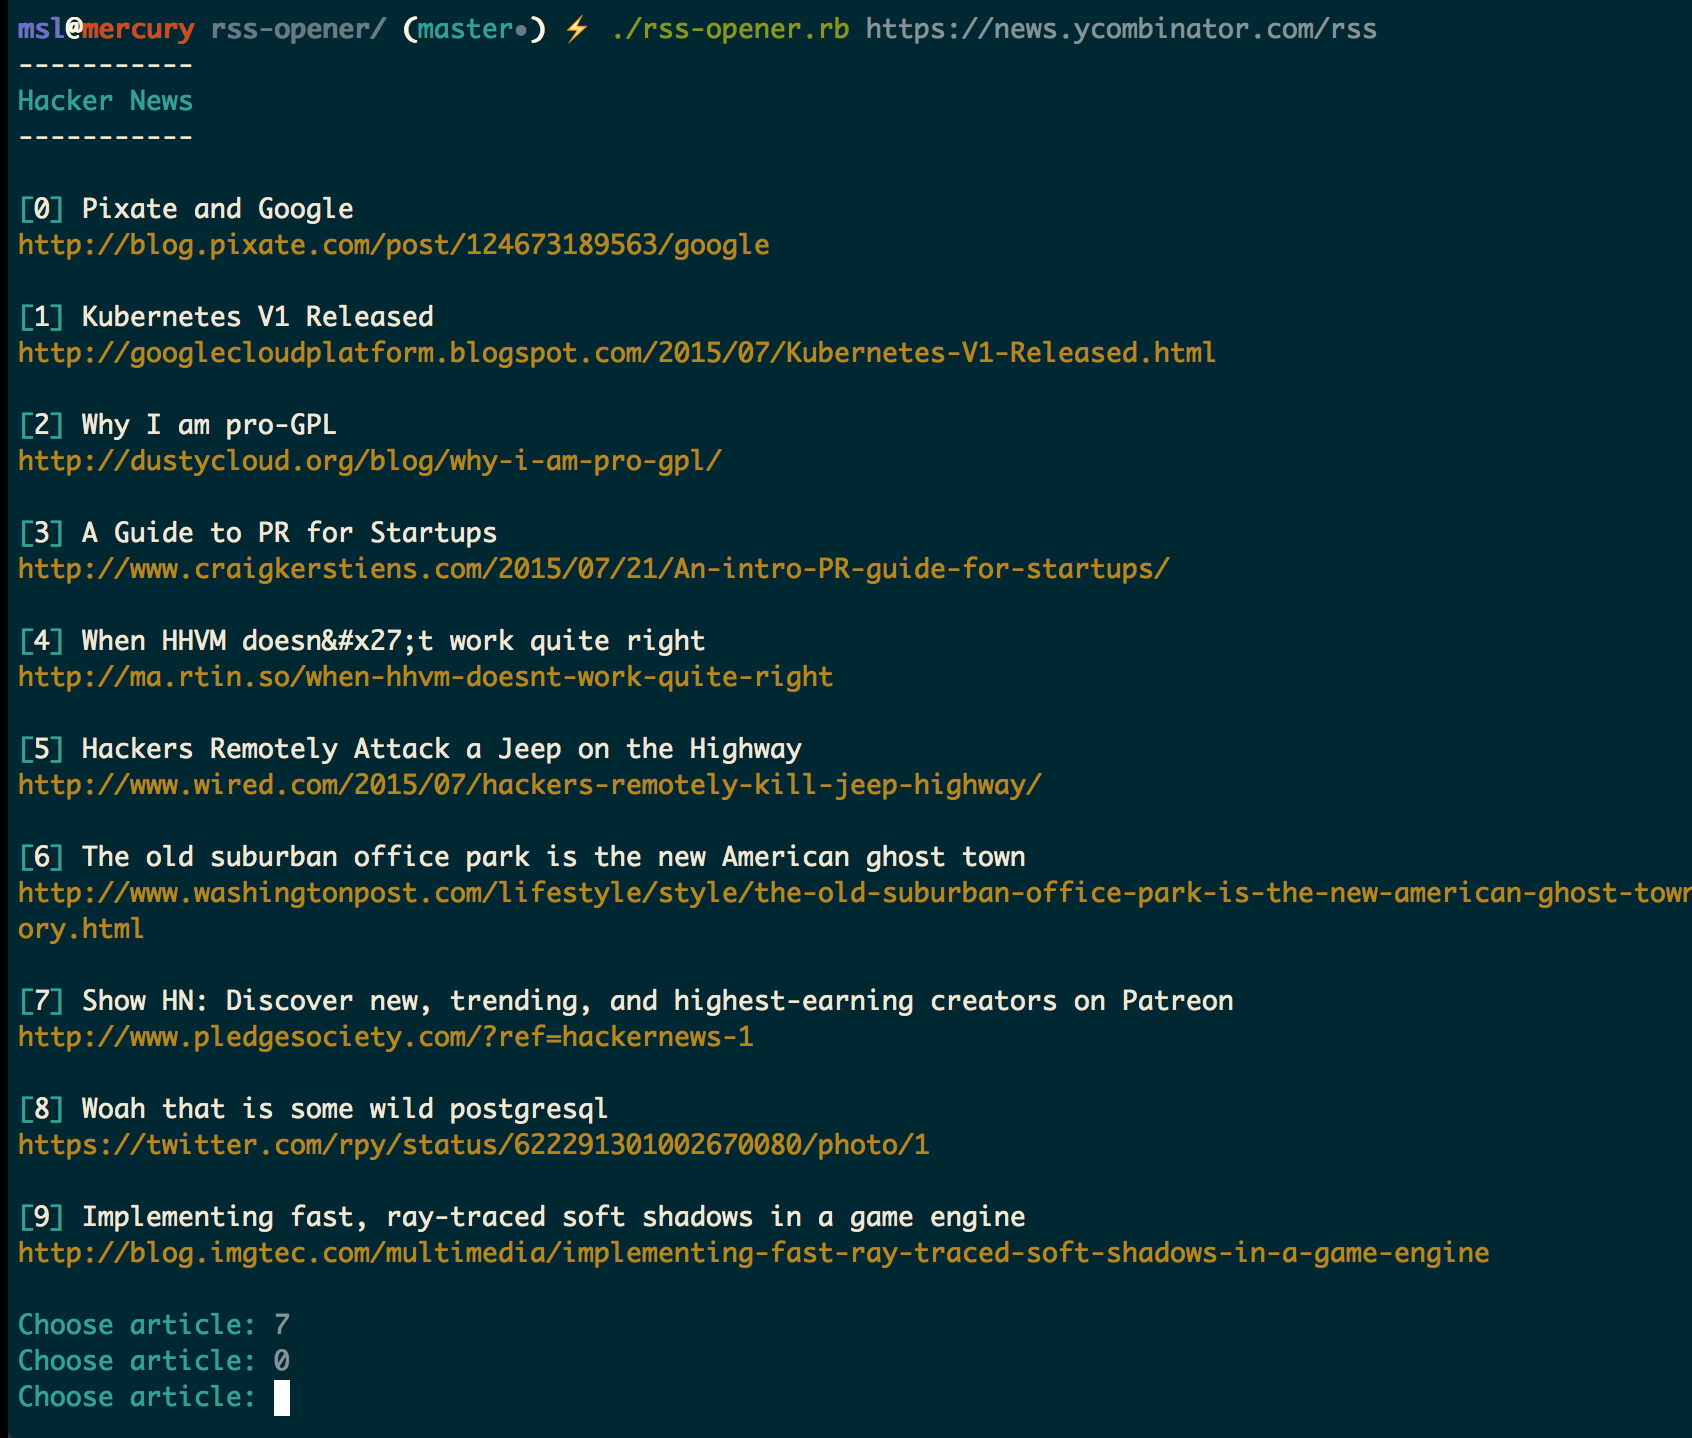 msl@mercury rss-opener/ (master•) ⚡ ./rss-opener.rb https://news.ycombinator.com/rss
-----------
Hacker News
-----------
[0] Pixate and Google
http://blog.pixate.com/post/124673189563/google
[1] Kubernetes V1 Released
http://googlecloudplatform.blogspot.com/2015/07/Kubernetes-V1-Released.html
[2] Why I am pro-GPL
http://dustycloud.org/blog/why-i-am-pro-gpl/
[3] A Guide to PR for Startups
http://www.craigkerstiens.com/2015/07/21/An-intro-PR-guide-for-startups/
[4] When HHVM doesn&#x27;t work quite right
http://ma.rtin.so/when-hhvm-doesnt-work-quite-right
[5] Hackers Remotely Attack a Jeep on the Highway
http://www.wired.com/2015/07/hackers-remotely-kill-jeep-highway/
[6] The old suburban office park is the new American ghost town
http://www.washingtonpost.com/lifestyle/style/the-old-suburban-office-park-is-the-new-american-ghost-town
ory.html
[7] Show HN: Discover new, trending, and highest-earning creators on Patreon
http://www.pledgesociety.com/?ref=hackernews-1
[8] Woah that is some wild postgresql
https://twitter.com/rpy/status/622291301002670080/photo/1
[9] Implementing fast, ray-traced soft shadows in a game engine
http://blog.imgtec.com/multimedia/implementing-fast-ray-traced-soft-shadows-in-a-game-engine
Choose article: 7
Choose article: 0
Choose article: